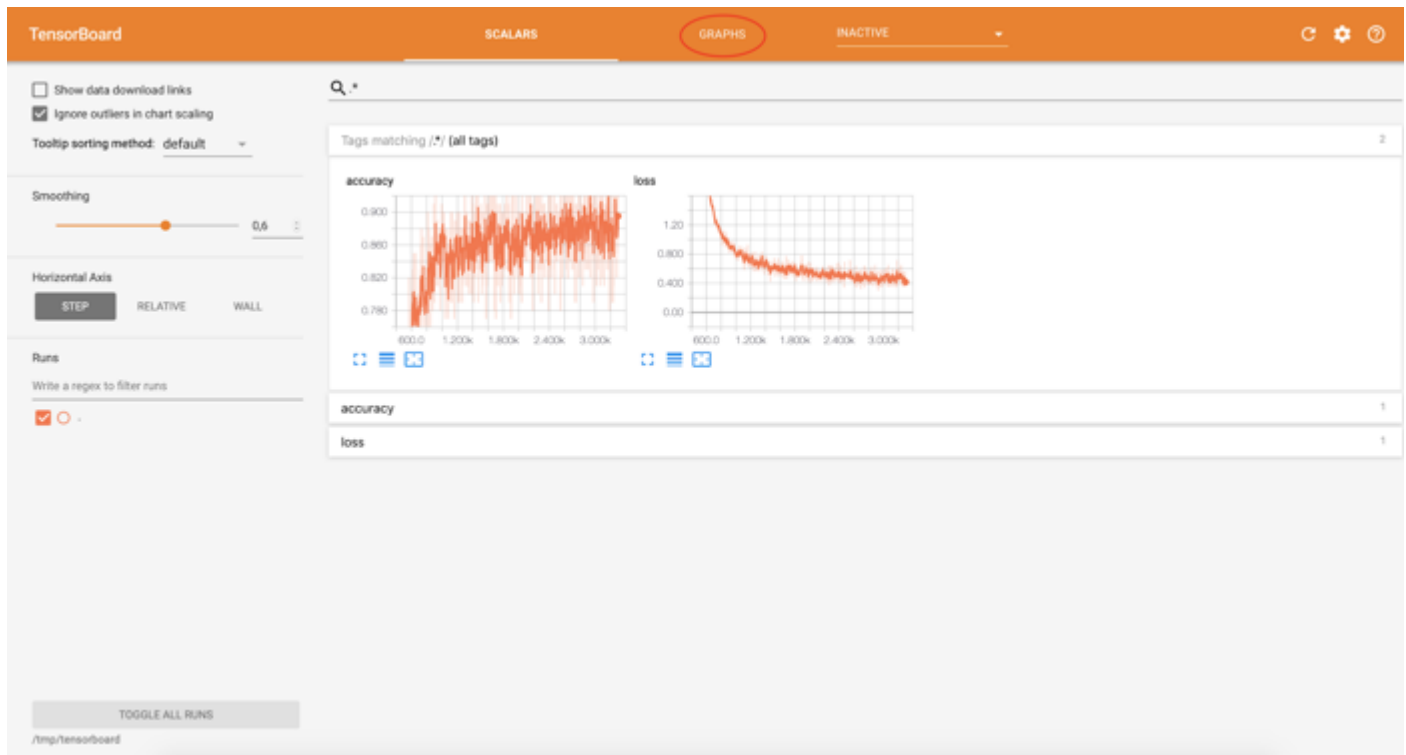 TensorBoard SCALARS GRAPHS INACTIVE
Show data download links
Ignore outliers in chart scaling
Tooltip sorting method: default
Smoothing
0,6
Horizontal Axis
STEP RELATIVE WALL
Runs
Write a regex to filter runs
.
TOGGLE ALL RUNS
/tmp/tensorboard
.*
Tags matching /.*/ (all tags) 2
accuracy
0.900
0.860
0.820
0.780
600.0 1.200k 1.800k 2.400k 3.000k
loss
1.20
0.800
0.400
0.00
600.0 1.200k 1.800k 2.400k 3.000k
accuracy 1
loss 1